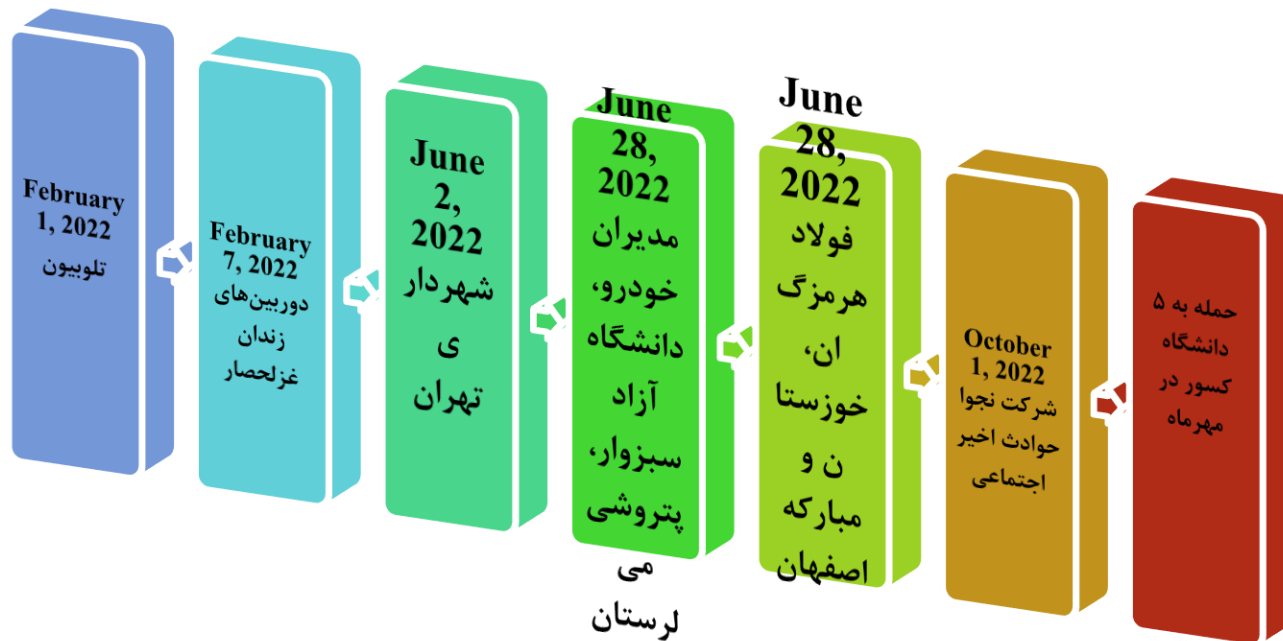 February
1, 2022
تلوبیون
February
7, 2022
دوربین‌های
زندان
غزلحصار
June
2,
2022
شهردار
ی
تهران
June
28,
2022
مدیران
خودرو،
دانشگاه
آزاد
سبزوار،
پتروشی
می
لرستان
June
28,
2022
فولاد
هرمزگ
ان،
خوزستا
ن و
مبارکه
اصفهان
October
1, 2022
شرکت نجوا
حوادث اخیر
اجتماعی
حمله به ۵
دانشگاه
کسور در
مهرماه